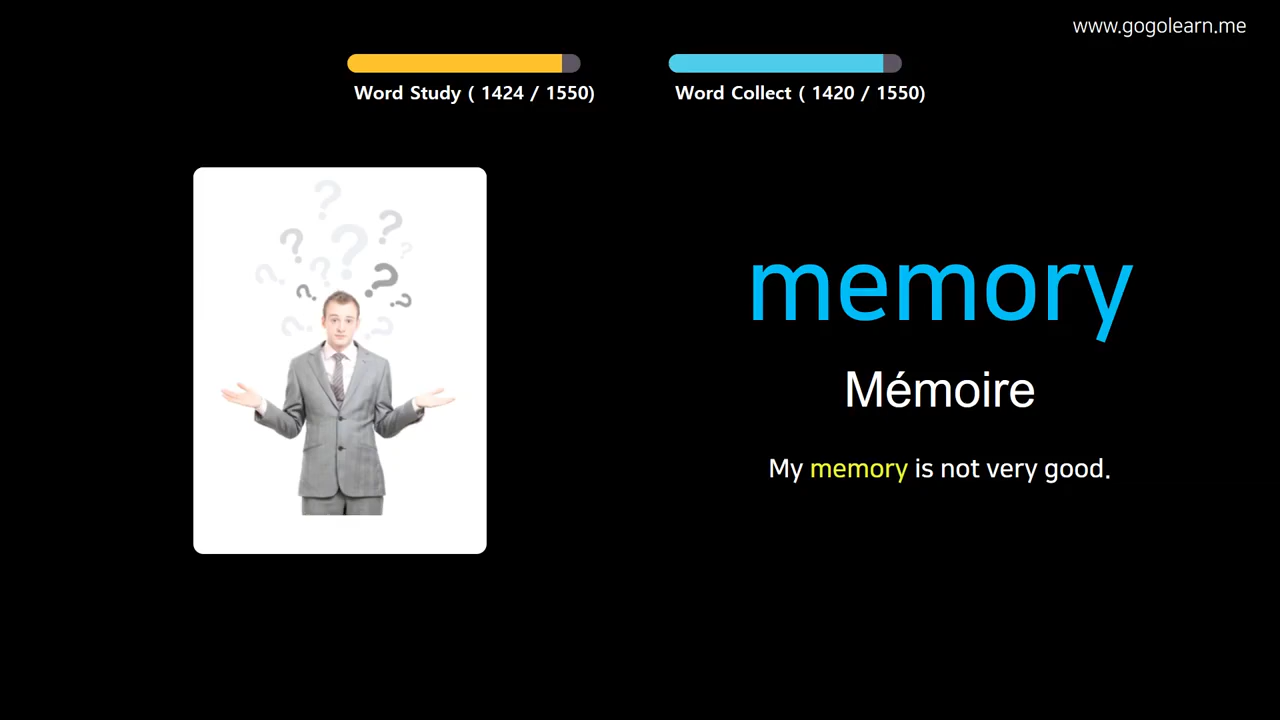 www.gogolearn.me
Word Study ( 1424 / 1550)
Word Collect ( 1420 / 1550)
memory
Mémoire
My memory is not very good.